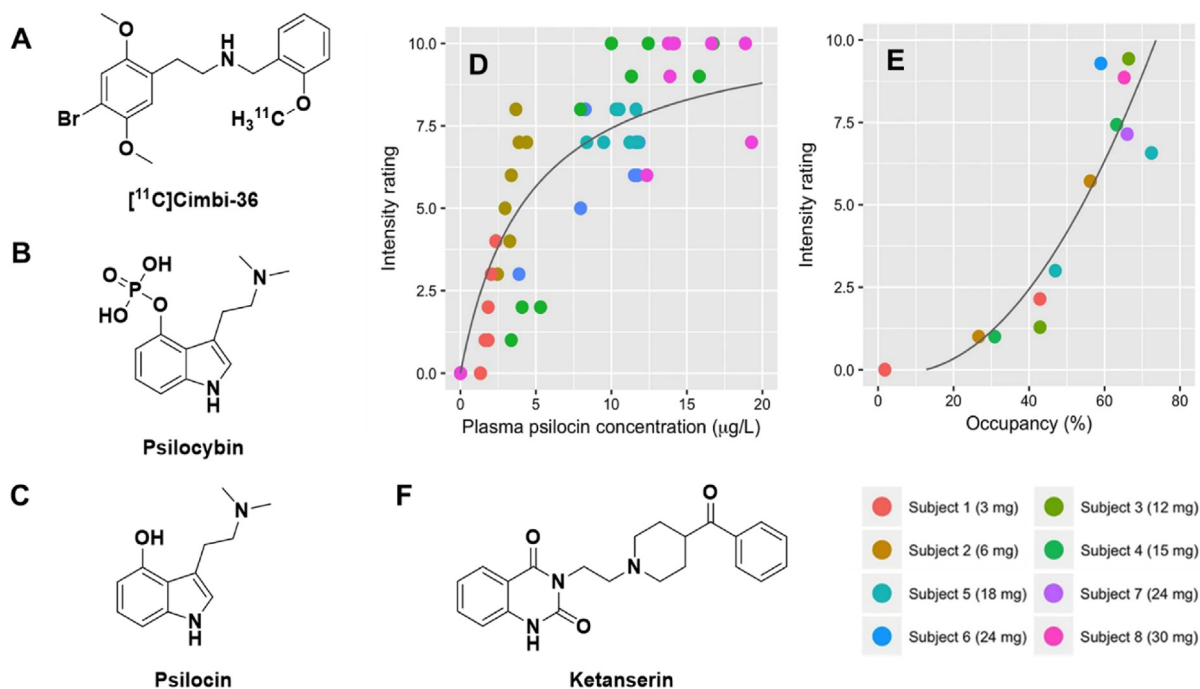 A
O
O
Br
H
N
O
H₃¹¹C
[¹¹C]Cimbi-36
B
OH
O
P
HO
O
N
N
H
Psilocybin
C
OH
N
N
H
Psilocin
D
10.0
7.5
5.0
2.5
0.0
Intensity rating
0 5 10 15 20
Plasma psilocin concentration (μg/L)
E
10.0
7.5
5.0
2.5
0.0
Intensity rating
0 20 40 60 80
Occupancy (%)
F
O
O
N
N
NH
O
Ketanserin
Subject 1 (3 mg)
Subject 2 (6 mg)
Subject 5 (18 mg)
Subject 6 (24 mg)
Subject 3 (12 mg)
Subject 4 (15 mg)
Subject 7 (24 mg)
Subject 8 (30 mg)